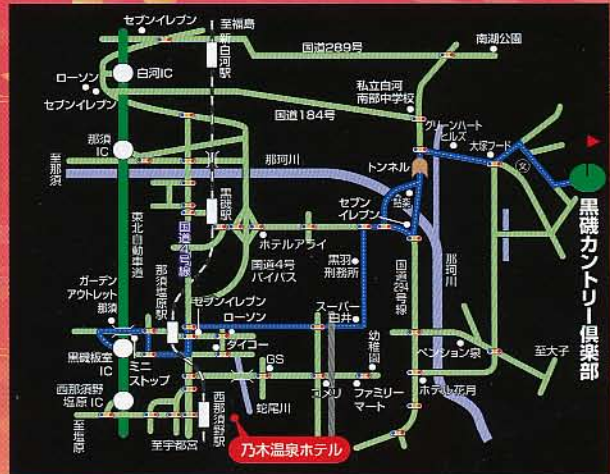 セブンイレブン
至福島
新白河駅
国道289号
南湖公園
白河IC
ローソン
セブンイレブン
私立白河
南部中学校
国道184号
グリーンハート
ヒルズ
大塚フード
那須
IC
至那須
那珂川
トンネル
文
黒磯カントリー倶楽部
黒磯駅
セブン
イレブン
東北自動車道
国道4号線
ホテルアライ
国道4号
バイパス
黒羽
刑務所
国道294号線
那珂川
ガーデン
アウトレット
那須
那須塩原駅
セブンイレブン
ローソン
スーパー
白井
ダイユー
幼稚園
ペンション泉
至大子
黒磯板室
IC
ミニ
ストップ
GS
コメリ
ファミリー
マート
ホテル花月
西那須野
塩原IC
蛇尾川
西那須野駅
至塩原
至宇都宮
乃木温泉ホテル